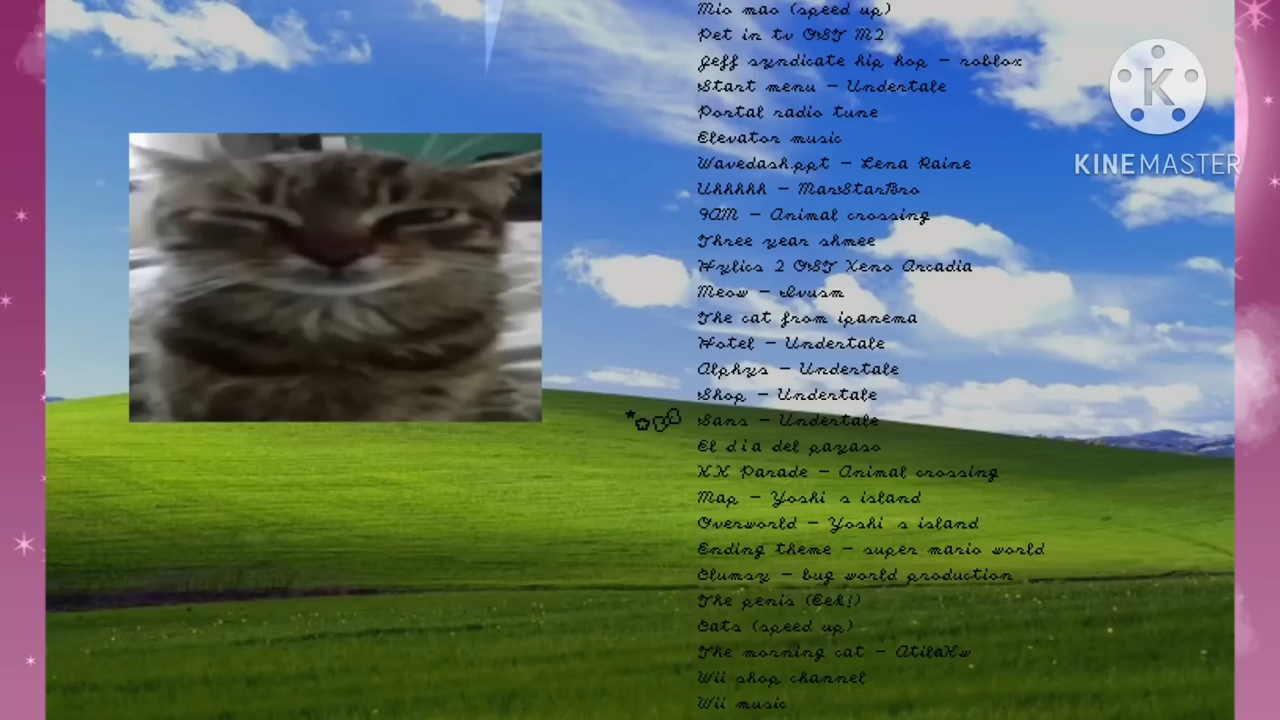 Mio mao (speed up)
Pet in tv OST M2
Jeff syndicate hip hop - roblox
Start menu - Undertale
Portal radio tune
Elevator music
Wavedash.ppt - Lena Raine
Uhhhhh - MarStarBro
9AM - Animal crossing
Three year shmee
Hylics 2 OST Xeno Arcadia
Meow - Ivusm
The cat from ipanema
Hotel - Undertale
Alphys - Undertale
Shop - Undertale
Sans - Undertale
El día del payaso
KK Parade - Animal crossing
Map - Yoshi s island
Overworld - Yoshi s island
Ending theme - super mario world
Clumsy - bug world production
The penis (Eek!)
Cats (speed up)
The morning cat - AtilaKw
Wii shop channel
Wii music
K
KINEMASTER